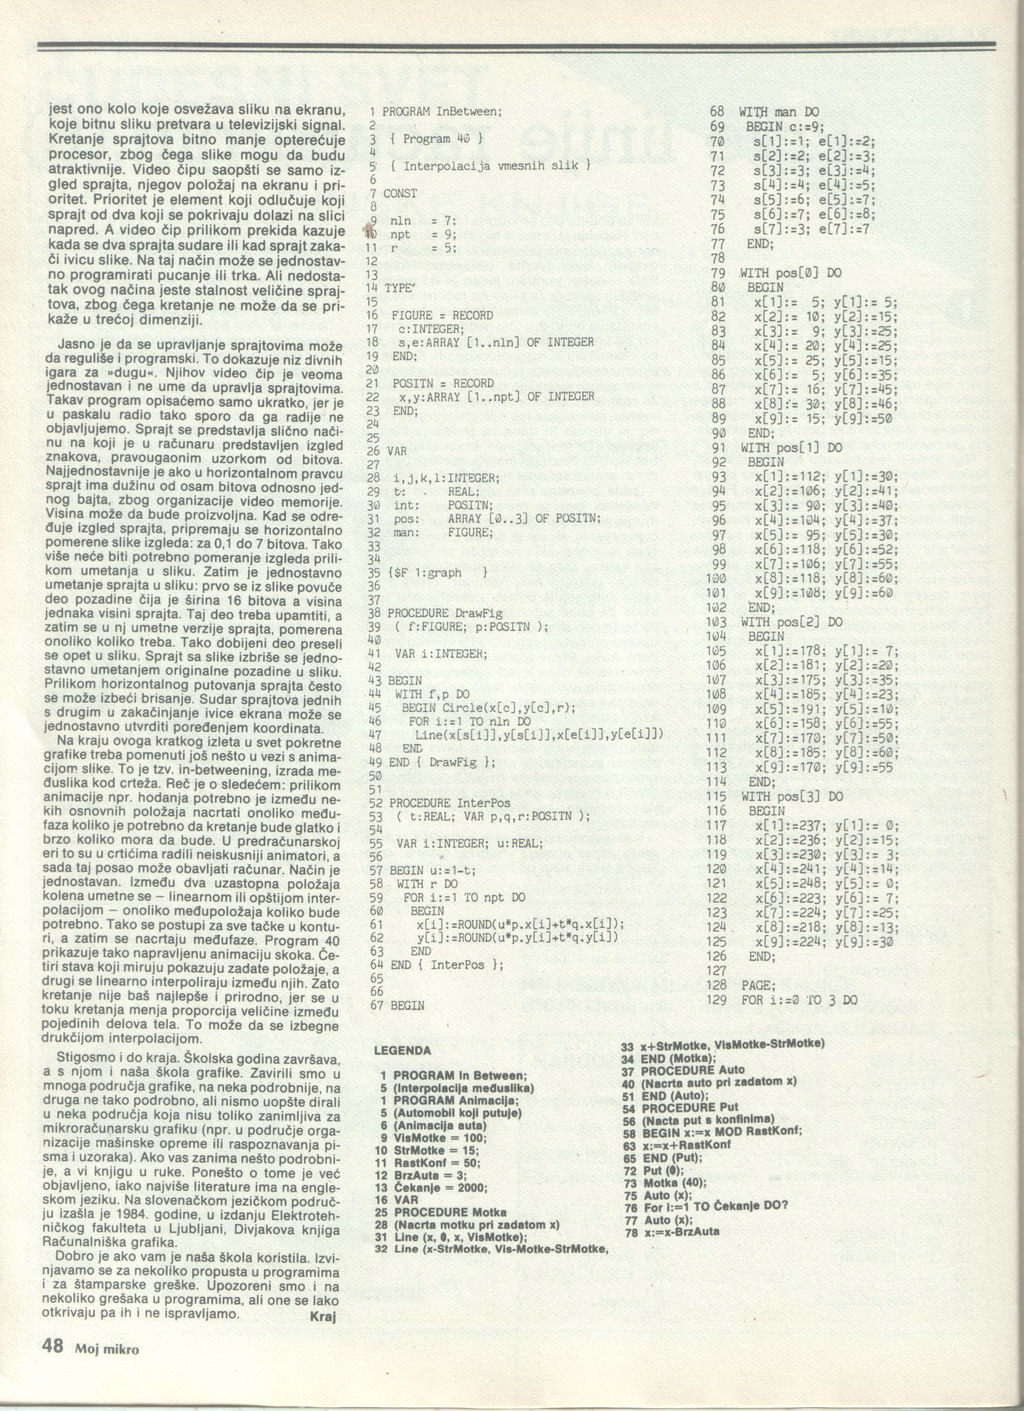 jest ono kolo koje osvežava sliku na ekranu,
koje bitnu sliku pretvara u televizijski signal.
Kretanje sprajtova bitno manje opterećuje
procesor, zbog čega slike mogu da budu
atraktivnije. Video čipu saopšti se samo iz-
gled sprajta, njegov položaj na ekranu i pri-
oritet. Prioritet je element koji odlučuje koji
sprajt od dva koji se pokrivaju dolazi na slici
napred. A video čip prilikom prekida kazuje
kada se dva sprajta sudare ili kad sprajt zaka-
či ivicu slike. Na taj način može se jednostav-
no programirati pucanje ili trka. Ali nedosta-
tak ovog načina jeste stalnost veličine spraj-
tova, zbog čega kretanje ne može da se pri-
kaže u trećoj dimenziji.
Jasno je da se upravljanje sprajtovima može
da reguliše i programski. To dokazuje niz divnih
igara za »dugu«. Njihov video čip je veoma
jednostavan i ne ume da upravlja sprajtovima.
Takav program opisaćemo samo ukratko, jer je
u paskalu radio tako sporo da ga radije ne
objavljujemo. Sprajt se predstavlja slično nači-
nu na koji je u računaru predstavljen izgled
znakova, pravougaonim uzorkom od bitova.
Najjednostavnije je ako u horizontalnom pravcu
sprajt ima dužinu od osam bitova odnosno jed-
nog bajta, zbog organizacije video memorije.
Visina može da bude proizvoljna. Kad se odre-
đuje izgled sprajta, pripremaju se horizontalno
pomerene slike izgleda: za 0,1 do 7 bitova. Tako
više neće biti potrebno pomeranje izgleda prili-
kom umetanja u sliku. Zatim je jednostavno
umetanje sprajta u sliku: prvo se iz slike povuče
deo pozadine čija je širina 16 bitova a visina
jednaka visini sprajta. Taj deo treba upamtiti, a
zatim se u nj umetne verzije sprajta, pomerena
onoliko koliko treba. Tako dobijeni deo preseli
se opet u sliku. Sprajt sa slike izbriše se jedno-
stavno umetanjem originalne pozadine u sliku.
Prilikom horizontalnog putovanja sprajta često
se može izbeći brisanje. Sudar sprajtova jednih
s drugim u zakačinjanje ivice ekrana može se
jednostavno utvrditi poređenjem koordinata.
Na kraju ovoga kratkog izleta u svet pokretne
grafike treba pomenuti još nešto u vezi s anima-
cijom slike. To je tzv. in-betweening, izrada me-
đuslika kod crteža. Reč je o sledećem: prilikom
animacije npr. hodanja potrebno je između ne-
kih osnovnih položaja nacrtati onoliko među-
faza koliko je potrebno da kretanje bude glatko i
brzo koliko mora da bude. U predračunarskoj
eri to su u crtićima radili neiskusniji animatori, a
sada taj posao može obavljati računar. Način je
jednostavan. Između dva uzastopna položaja
kolena umetne se – linearnom ili opštijom inter-
polacijom – onoliko međupoložaja koliko bude
potrebno. Tako se postupi za sve tačke u kontu-
ri, a zatim se nacrtaju međufaze. Program 40
prikazuje tako napravljenu animaciju skoka. Če-
tiri stava koji miruju pokazuju zadate položaje, a
drugi se linearno interpoliraju između njih. Zato
kretanje nije baš najlepše i prirodno, jer se u
toku kretanja menja proporcija veličine između
pojedinih delova tela. To može da se izbegne
drukčijom interpolacijom.
Stigosmo i do kraja. Školska godina završava,
a s njom i naša škola grafike. Zavirili smo u
mnoga područja grafike, na neka podrobnije, na
druga ne tako podrobno, ali nismo uopšte dirali
u neka područja koja nisu toliko zanimljiva za
mikroračunarsku grafiku (npr. u područje orga-
nizacije mašinske opreme ili raspoznavanja pi-
sma i uzoraka). Ako vas zanima nešto podrobni-
je, a vi knjigu u ruke. Ponešto o tome je već
objavljeno, iako najviše literature ima na engle-
skom jeziku. Na slovenačkom jezičkom područ-
ju izašla je 1984. godine, u izdanju Elektroteh-
ničkog fakulteta u Ljubljani, Divjakova knjiga
Računalniška grafika.
Dobro je ako vam je naša škola koristila. Izvi-
njavamo se za nekoliko propusta u programima
i za štamparske greške. Upozoreni smo i na
nekoliko grešaka u programima, ali one se lako
otkrivaju pa ih i ne ispravljamo. Kraj
1 PROGRAM InBetween;
2
3 { Program 40 }
4
5 { Interpolacija vmesnih slik }
6
7 CONST
8
9 nln = 7;
10 npt = 9;
11 r = 5;
12
13
14 TYPE
15
16 FIGURE = RECORD
17 c:INTEGER;
18 s,e:ARRAY [1..nln] OF INTEGER
19 END;
20
21 POSITN = RECORD
22 x,y:ARRAY [1..npt] OF INTEGER
23 END;
24
25
26 VAR
27
28 i,j,k,l:INTEGER;
29 t: REAL;
30 int: POSITN;
31 pos: ARRAY [0..3] OF POSITN;
32 man: FIGURE;
33
34
35 {$F 1:graph }
36
37
38 PROCEDURE DrawFig
39 ( f:FIGURE; p:POSITN );
40
41 VAR i:INTEGER;
42
43 BEGIN
44 WITH f,p DO
45 BEGIN Circle(x[c],y[c],r);
46 FOR i:=1 TO nln DO
47 Line(x[s[i]],y[s[i]],x[e[i]],y[e[i]])
48 END
49 END { DrawFig };
50
51
52 PROCEDURE InterPos
53 ( t:REAL; VAR p,q,r:POSITN );
54
55 VAR i:INTEGER; u:REAL;
56
57 BEGIN u:=1-t;
58 WITH r DO
59 FOR i:=1 TO npt DO
60 BEGIN
61 x[i]:=ROUND(u*p.x[i]+t*q.x[i]);
62 y[i]:=ROUND(u*p.y[i]+t*q.y[i])
63 END
64 END { InterPos };
65
66
67 BEGIN
68 WITH man DO
69 BEGIN c:=9;
70 s[1]:=1; e[1]:=2;
71 s[2]:=2; e[2]:=3;
72 s[3]:=3; e[3]:=4;
73 s[4]:=4; e[4]:=5;
74 s[5]:=6; e[5]:=7;
75 s[6]:=7; e[6]:=8;
76 s[7]:=3; e[7]:=7
77 END;
78
79 WITH pos[0] DO
80 BEGIN
81 x[1]:= 5; y[1]:= 5;
82 x[2]:= 10; y[2]:=15;
83 x[3]:= 9; y[3]:=25;
84 x[4]:= 20; y[4]:=25;
85 x[5]:= 25; y[5]:=15;
86 x[6]:= 5; y[6]:=35;
87 x[7]:= 16; y[7]:=45;
88 x[8]:= 30; y[8]:=46;
89 x[9]:= 15; y[9]:=50
90 END;
91 WITH pos[1] DO
92 BEGIN
93 x[1]:=112; y[1]:=30;
94 x[2]:=106; y[2]:=41;
95 x[3]:= 90; y[3]:=40;
96 x[4]:=104; y[4]:=37;
97 x[5]:= 95; y[5]:=30;
98 x[6]:=118; y[6]:=52;
99 x[7]:=106; y[7]:=55;
100 x[8]:=118; y[8]:=60;
101 x[9]:=108; y[9]:=60
102 END;
103 WITH pos[2] DO
104 BEGIN
105 x[1]:=178; y[1]:= 7;
106 x[2]:=181; y[2]:=20;
107 x[3]:=175; y[3]:=35;
108 x[4]:=185; y[4]:=23;
109 x[5]:=191; y[5]:=10;
110 x[6]:=158; y[6]:=55;
111 x[7]:=170; y[7]:=50;
112 x[8]:=185; y[8]:=60;
113 x[9]:=170; y[9]:=55
114 END;
115 WITH pos[3] DO
116 BEGIN
117 x[1]:=237; y[1]:= 0;
118 x[2]:=236; y[2]:=15;
119 x[3]:=230; y[3]:= 3;
120 x[4]:=241; y[4]:=14;
121 x[5]:=248; y[5]:= 0;
122 x[6]:=223; y[6]:= 7;
123 x[7]:=224; y[7]:=25;
124 x[8]:=218; y[8]:=13;
125 x[9]:=224; y[9]:=30
126 END;
127
128 PAGE;
129 FOR i:=0 TO 3 DO
LEGENDA
1 PROGRAM In Between;
5 (Interpolacija međuslika)
1 PROGRAM Animacija;
5 (Automobil koji putuje)
6 (Animacija auta)
9 VisMotke = 100;
10 StrMotke = 15;
11 RastKonf = 50;
12 BrzAuta = 3;
13 Čekanje = 2000;
16 VAR
25 PROCEDURE Motka
28 (Nacrta motku pri zadatom x)
31 Line (x, 0, x, VisMotke);
32 Line (x-StrMotke, Vis-Motke-StrMotke,
33 x+StrMotke, VisMotke-StrMotke)
34 END (Motka);
37 PROCEDURE Auto
40 (Nacrta auto pri zadatom x)
51 END (Auto);
54 PROCEDURE Put
56 (Nacta put s konfinima)
58 BEGIN x:=x MOD RastKonf;
63 x:=x+RastKonf
65 END (Put);
72 Put (0);
73 Motka (40);
75 Auto (x);
76 For I:=1 TO Čekanje DO?
77 Auto (x);
78 x:=x-BrzAuta
48 Moj mikro